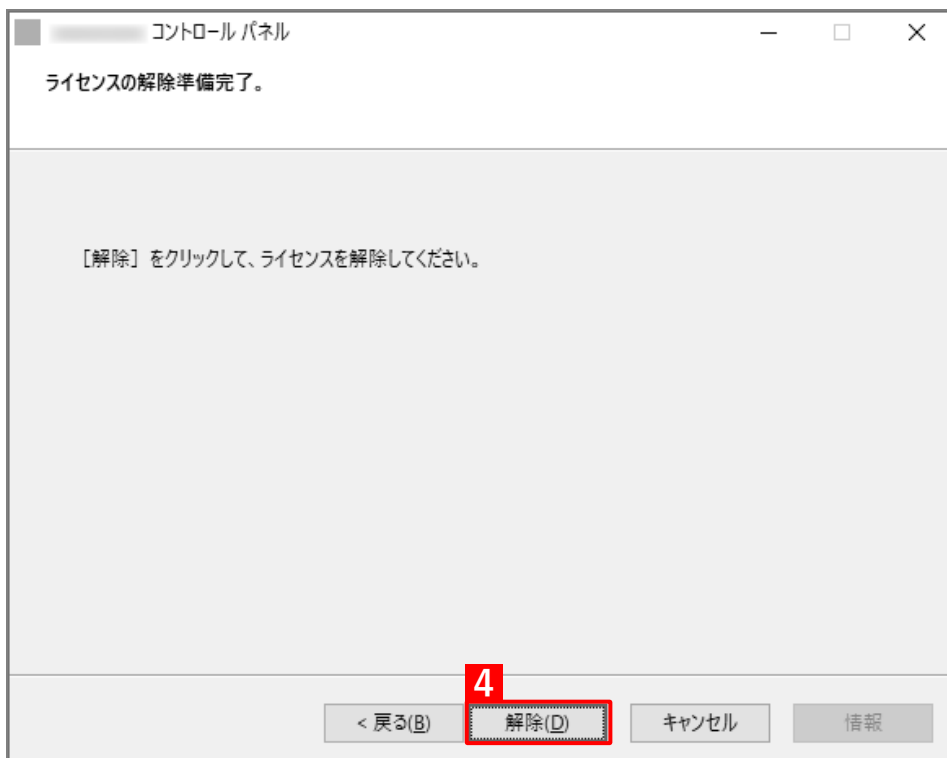 コントロール パネル
ライセンスの解除準備完了。
［解除］をクリックして、ライセンスを解除してください。
4
< 戻る(B)
解除(D)
キャンセル
情報